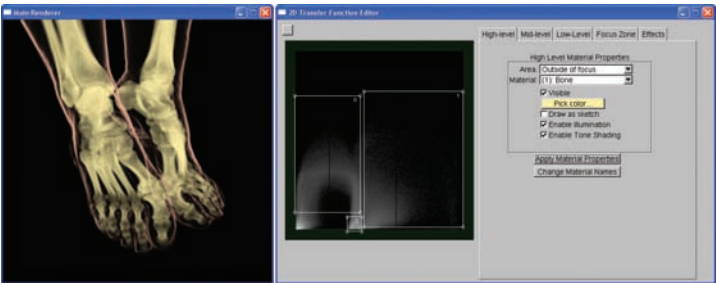 Main Renderer
2D Transfer Function Editor
High-level Mid-level Low-Level Focus Zone Effects
High Level Material Properties
Area: Outside of focus
Material: (1): Bone
Visible
Pick color...
Draw as sketch
Enable Illumination
Enable Tone Shading
Apply Material Properties
Change Material Names